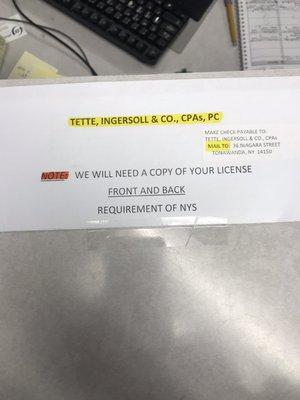 TETTE, INGERSOLL & CO., CPAs, PC
MAKE CHECK PAYABLE TO:
TETTE, INGERSOLL & CO., CPAs
MAIL TO: 36 NIAGARA STREET
TONAWANDA, NY 14150
NOTE: WE WILL NEED A COPY OF YOUR LICENSE
FRONT AND BACK
REQUIREMENT OF NYS